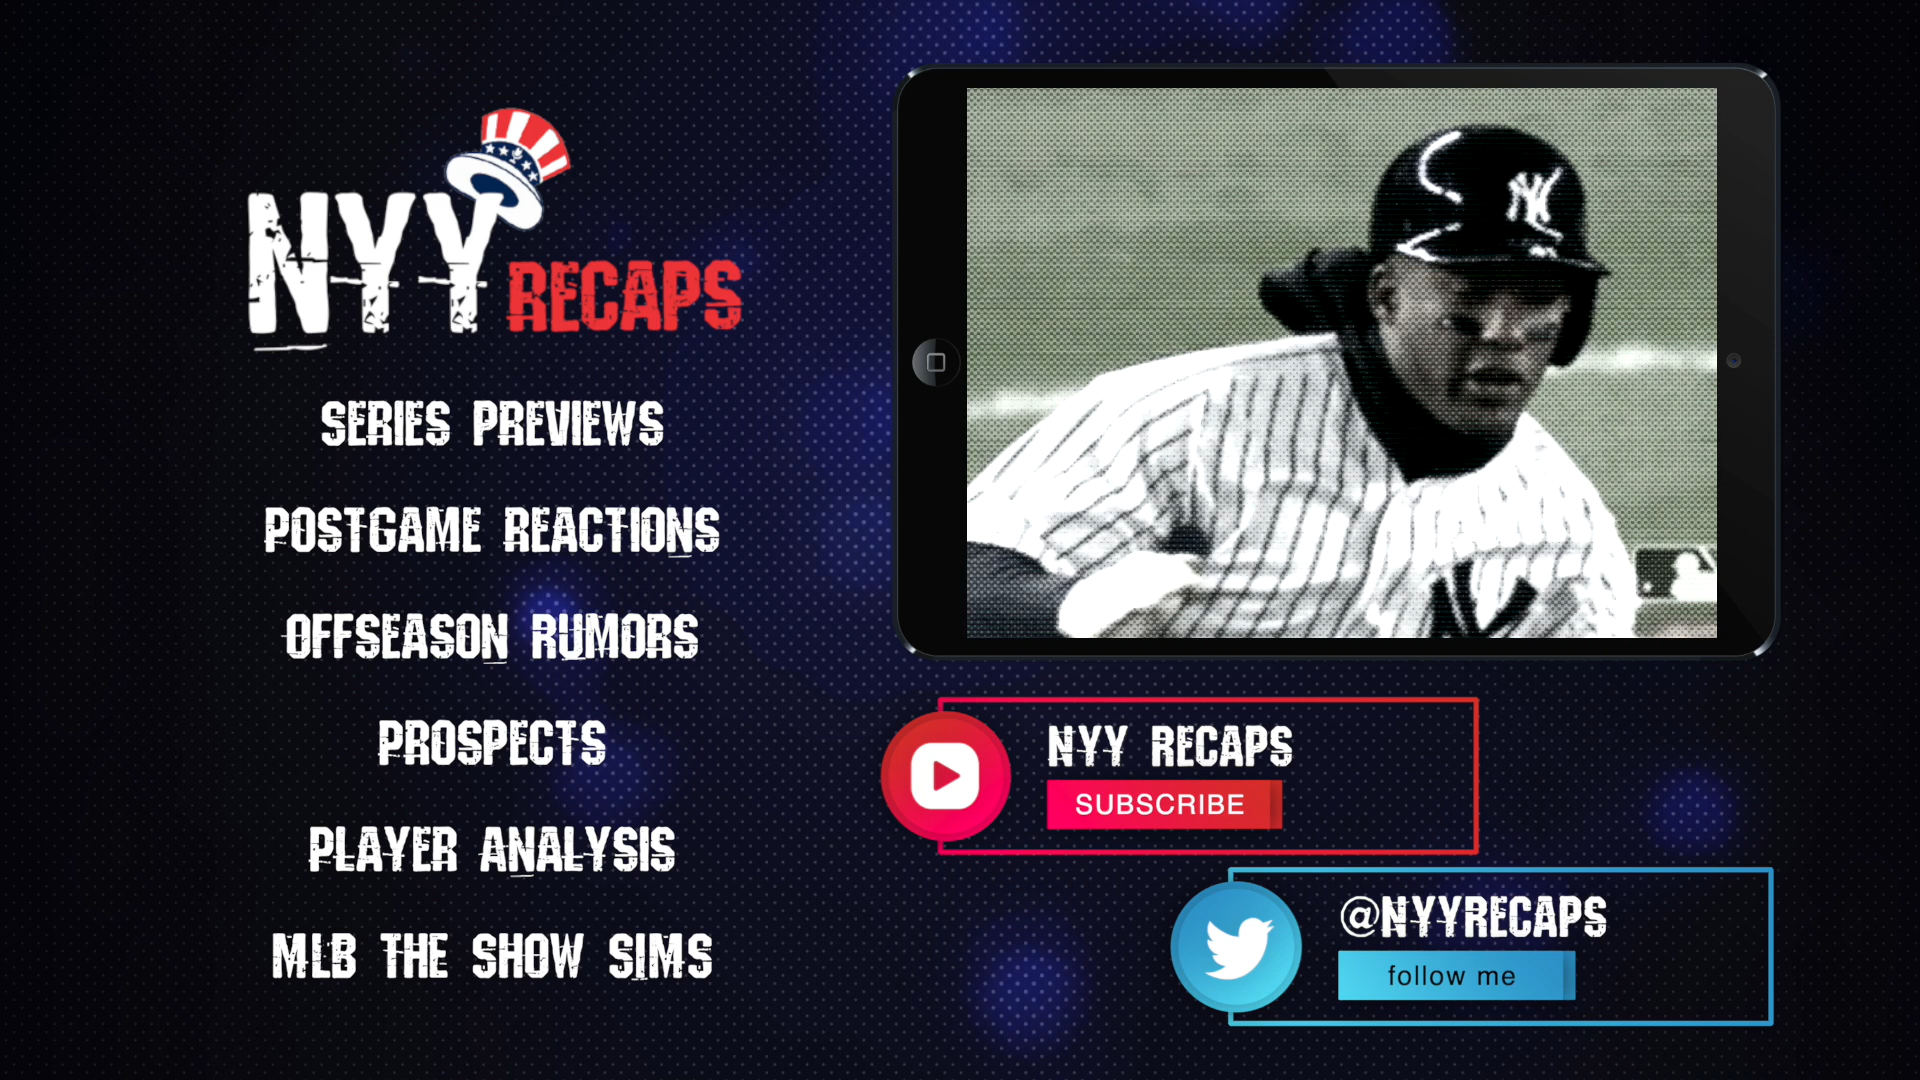 NYY RECAPS
SERIES PREVIEWS
POSTGAME REACTIONS
OFFSEASON RUMORS
PROSPECTS
PLAYER ANALYSIS
MLB THE SHOW SIMS
NY
NYY RECAPS
SUBSCRIBE
@NYYRECAPS
follow me